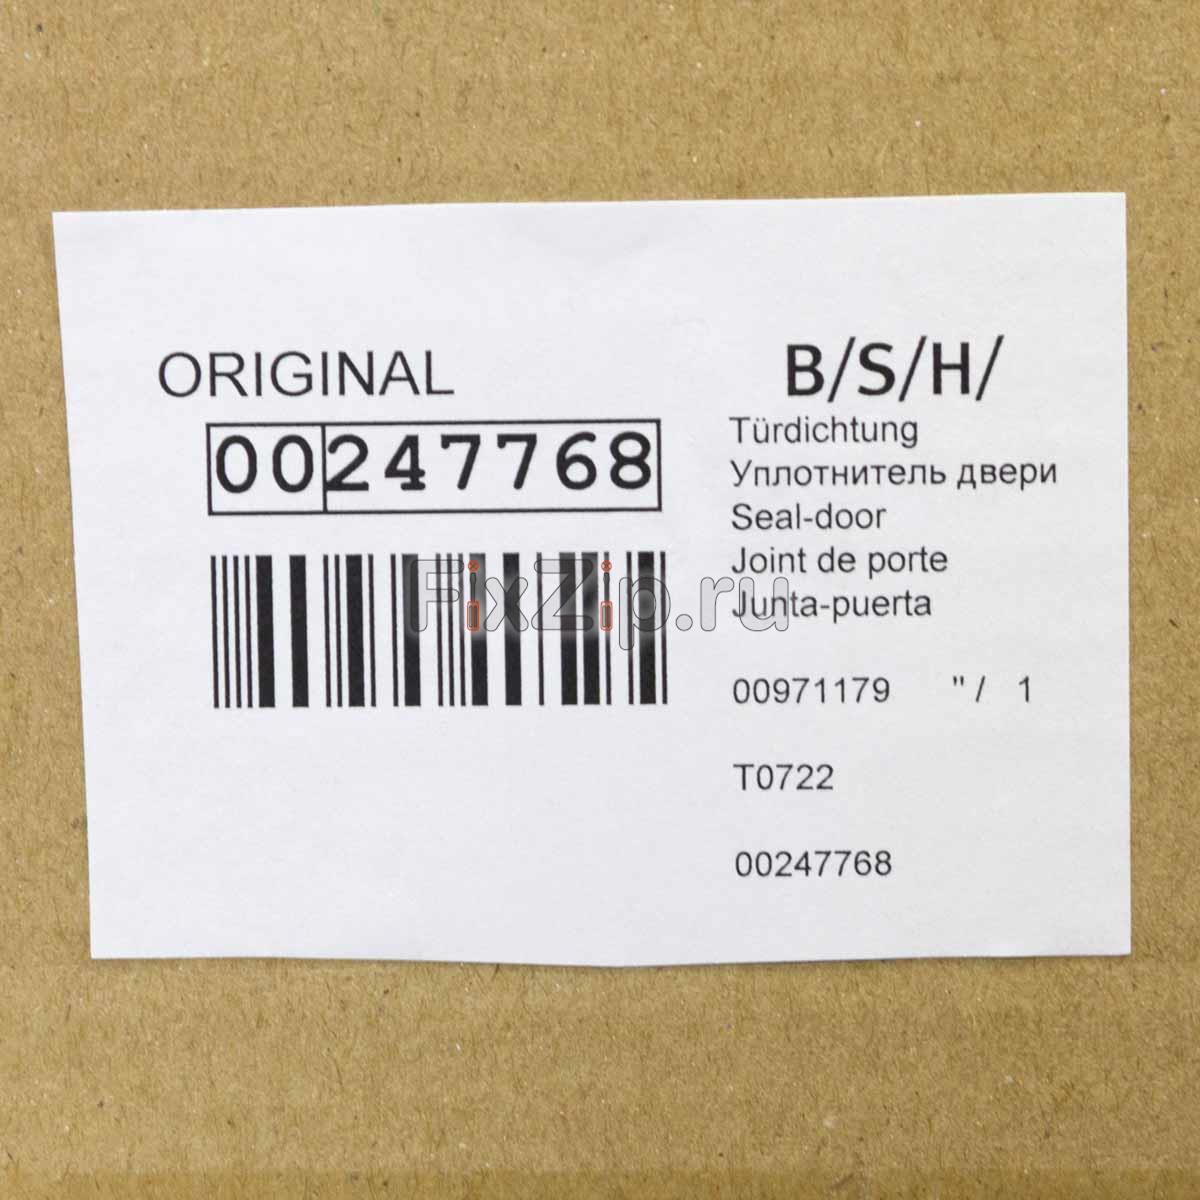 ORIGINAL
00247768
B/S/H/
Türdichtung
Уплотнитель двери
Seal-door
Joint de porte
Junta-puerta
FixZip.ru
00971179 "/ 1
T0722
00247768